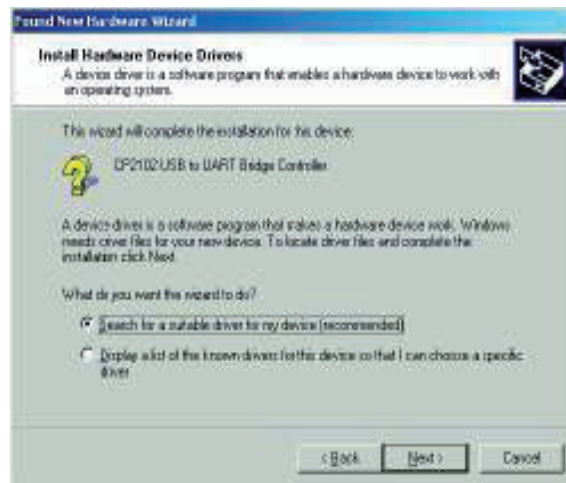 Found New Hardware Wizard
Install Hardware Device Drivers
A device driver is a software program that enables a hardware device to work with
an operating system.
This wizard will complete the installation for this device:
CP2102 USB to UART Bridge Controller
A device driver is a software program that makes a hardware device work. Windows
needs driver files for your new device. To locate driver files and complete the
installation click Next.
What do you want the wizard to do?
Search for a suitable driver for my device (recommended)
Display a list of the known drivers for this device so that I can choose a specific
driver
< Back
Next >
Cancel